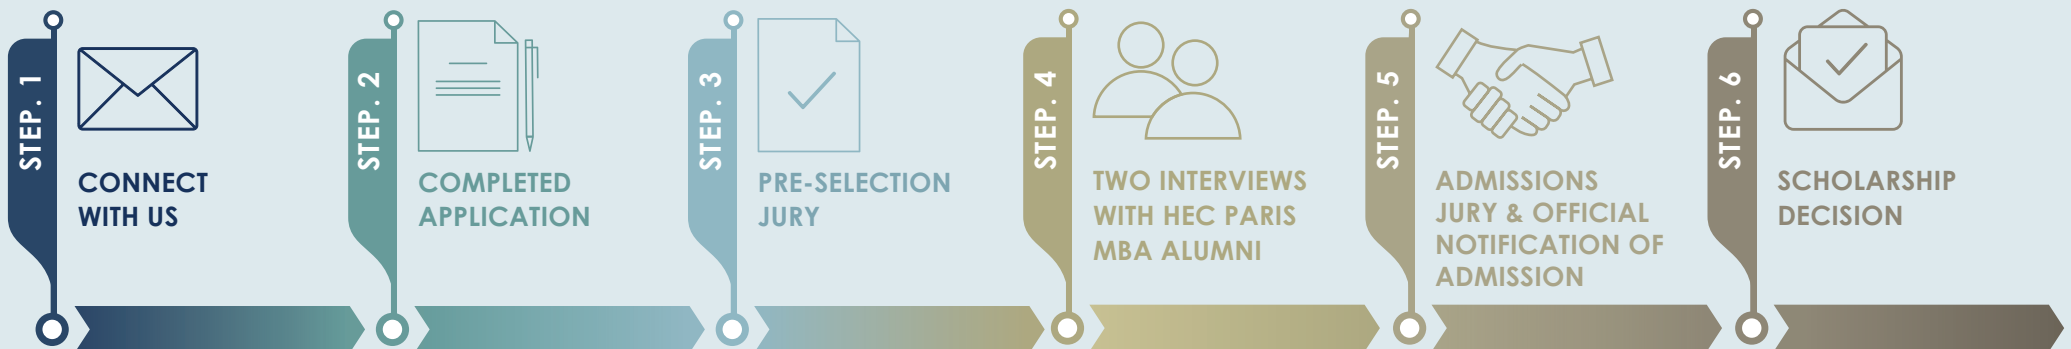 STEP. 1
CONNECT
WITH US
STEP. 2
COMPLETED
APPLICATION
STEP. 3
PRE-SELECTION
JURY
STEP. 4
TWO INTERVIEWS
WITH HEC PARIS
MBA ALUMNI
STEP. 5
ADMISSIONS
JURY & OFFICIAL
NOTIFICATION OF
ADMISSION
STEP. 6
SCHOLARSHIP
DECISION